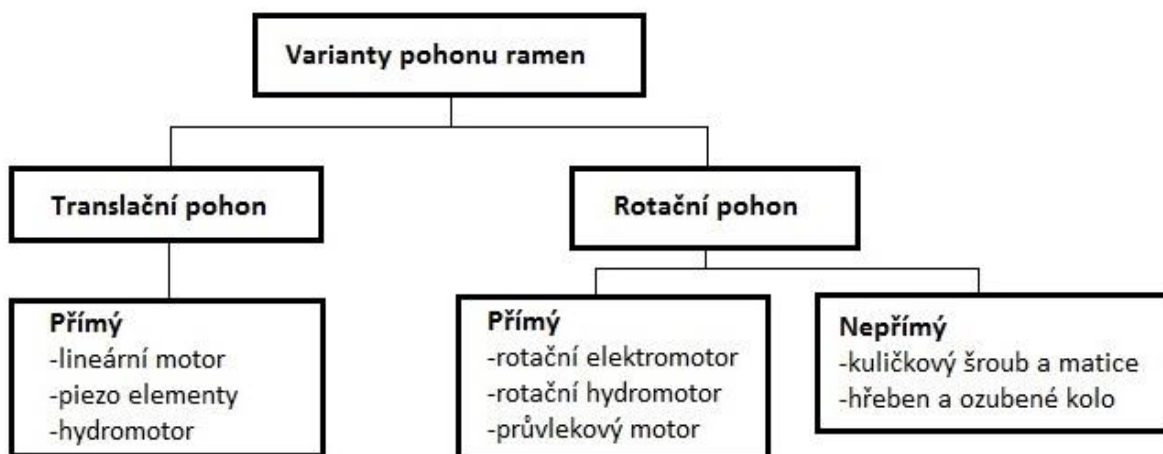 Varianty pohonu ramen
Translační pohon
Rotační pohon
Přímý
-lineární motor
-piezo elementy
-hydromotor
Přímý
-rotační elektromotor
-rotační hydromotor
-průvlekový motor
Nepřímý
-kuličkový šroub a matice
-hřeben a ozubené kolo